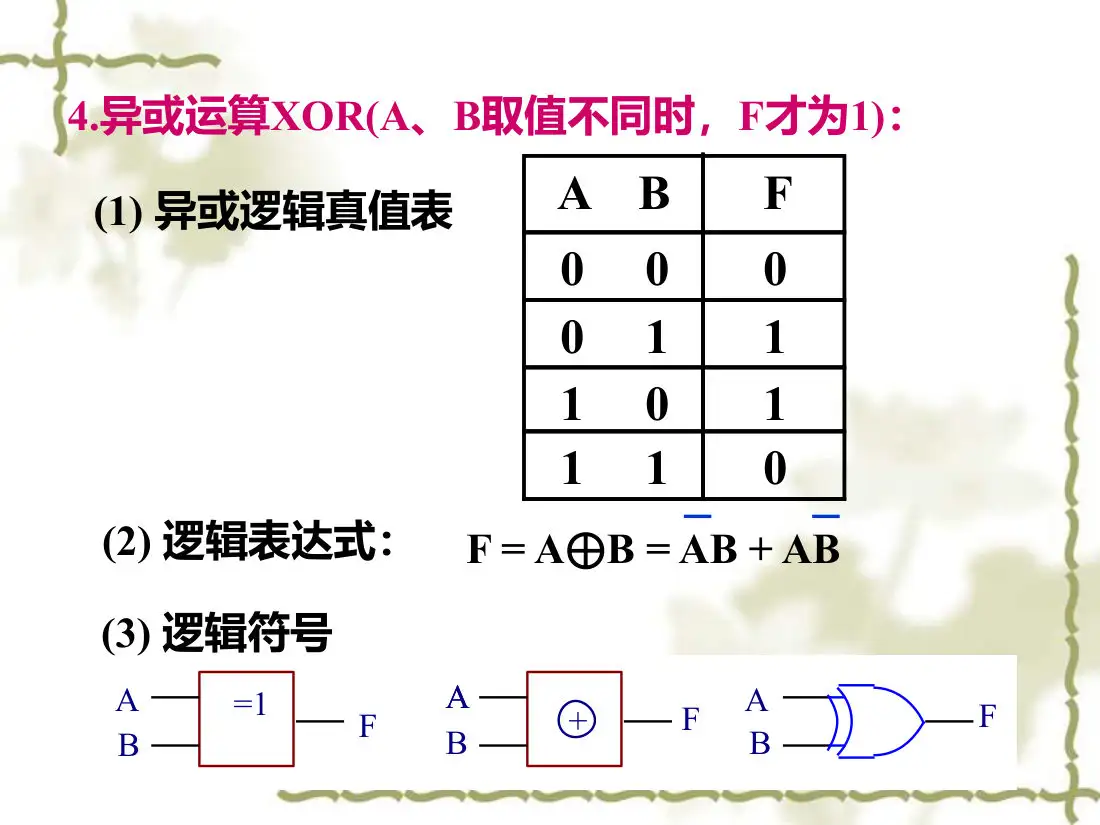 4.异或运算XOR(A、B取值不同时，F才为1)：
(1) 异或逻辑真值表
A B F
0 0 0
0 1 1
1 0 1
1 1 0
(2) 逻辑表达式：
F = A⊕B = A̅B + AB̅
(3) 逻辑符号
A B =1 F
A B + F
A B F